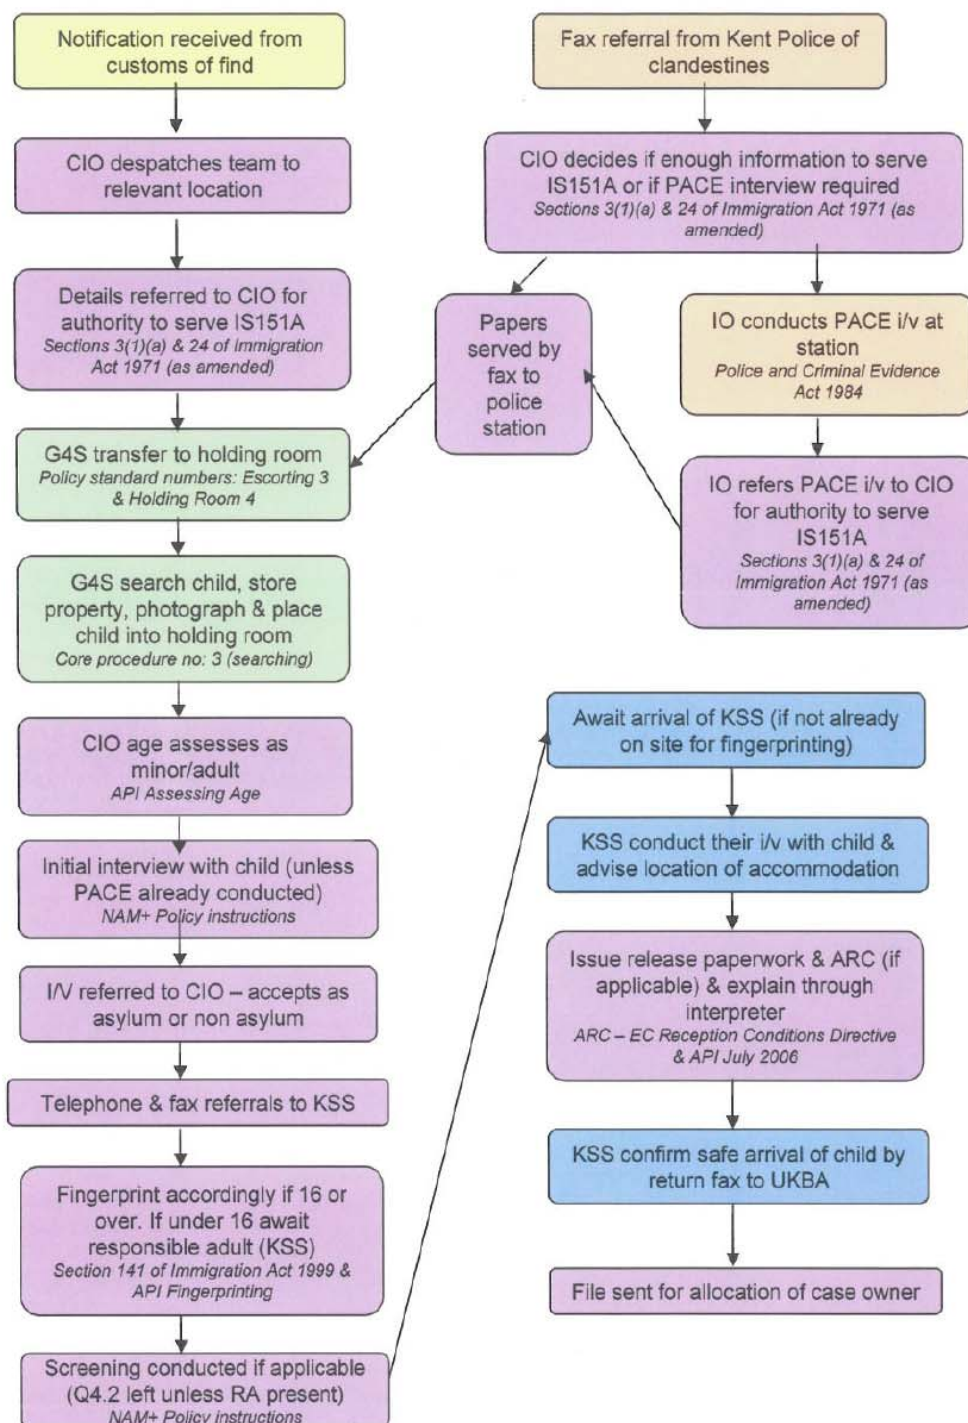 Notification received from
customs of find
CIO despatches team to
relevant location
Details referred to CIO for
authority to serve IS151A
Sections 3(1)(a) & 24 of Immigration
Act 1971 (as amended)
G4S transfer to holding room
Policy standard numbers: Escorting 3
& Holding Room 4
G4S search child, store
property, photograph & place
child into holding room
Core procedure no: 3 (searching)
CIO age assesses as
minor/adult
API Assessing Age
Initial interview with child (unless
PACE already conducted)
NAM+ Policy instructions
I/V referred to CIO – accepts as
asylum or non asylum
Telephone & fax referrals to KSS
Fingerprint accordingly if 16 or
over. If under 16 await
responsible adult (KSS)
Section 141 of Immigration Act 1999 &
API Fingerprinting
Screening conducted if applicable
(Q4.2 left unless RA present)
NAM+ Policy instructions
Fax referral from Kent Police of
clandestines
CIO decides if enough information to serve
IS151A or if PACE interview required
Sections 3(1)(a) & 24 of Immigration Act 1971 (as
amended)
Papers
served by
fax to
police
station
IO conducts PACE i/v at
station
Police and Criminal Evidence
Act 1984
IO refers PACE i/v to CIO
for authority to serve
IS151A
Sections 3(1)(a) & 24 of
Immigration Act 1971 (as
amended)
Await arrival of KSS (if not already
on site for fingerprinting)
KSS conduct their i/v with child &
advise location of accommodation
Issue release paperwork & ARC (if
applicable) & explain through
interpreter
ARC – EC Reception Conditions Directive
& API July 2006
KSS confirm safe arrival of child by
return fax to UKBA
File sent for allocation of case owner